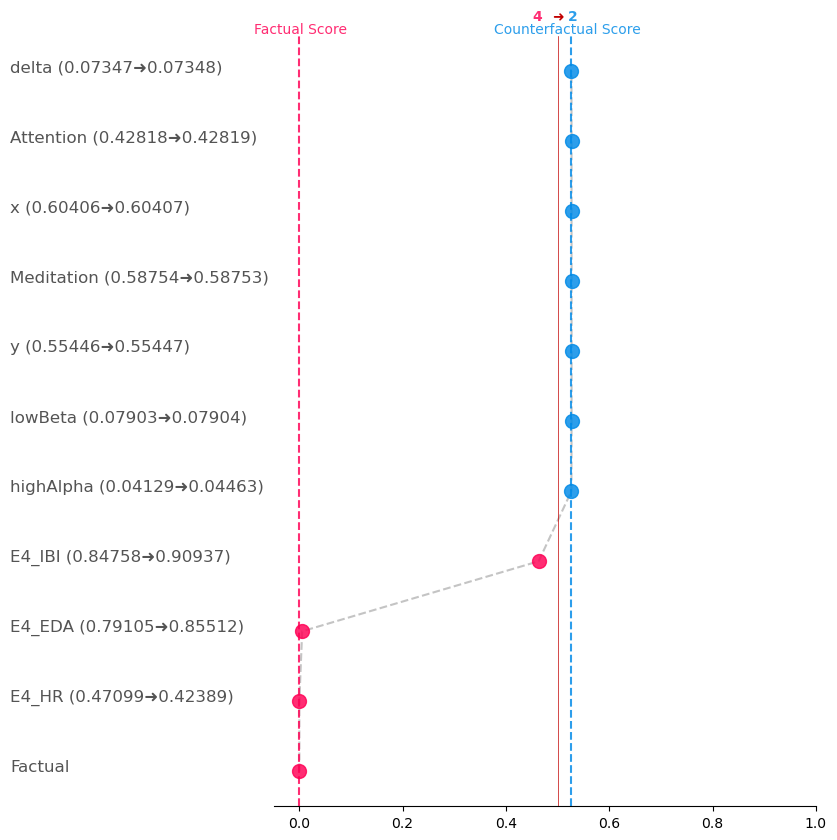 4 ➜ 2
Factual Score Counterfactual Score
delta (0.07347➜0.07348)
Attention (0.42818➜0.42819)
x (0.60406➜0.60407)
Meditation (0.58754➜0.58753)
y (0.55446➜0.55447)
lowBeta (0.07903➜0.07904)
highAlpha (0.04129➜0.04463)
E4_IBI (0.84758➜0.90937)
E4_EDA (0.79105➜0.85512)
E4_HR (0.47099➜0.42389)
Factual
0.0 0.2 0.4 0.6 0.8 1.0